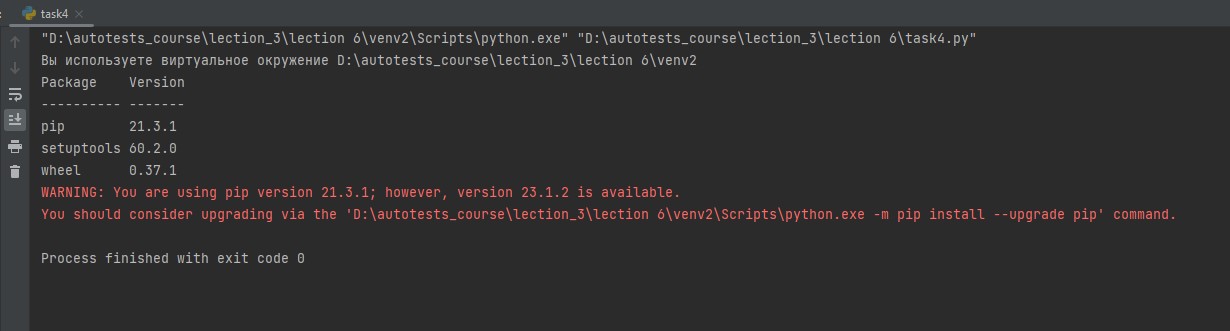 task4
"D:\autotests_course\lection_3\lection 6\venv2\Scripts\python.exe" "D:\autotests_course\lection_3\lection 6\task4.py"
Вы используете виртуальное окружение D:\autotests_course\lection_3\lection 6\venv2
Package    Version
---------- -------
pip        21.3.1
setuptools 60.2.0
wheel      0.37.1
WARNING: You are using pip version 21.3.1; however, version 23.1.2 is available.
You should consider upgrading via the 'D:\autotests_course\lection_3\lection 6\venv2\Scripts\python.exe -m pip install --upgrade pip' command.
Process finished with exit code 0